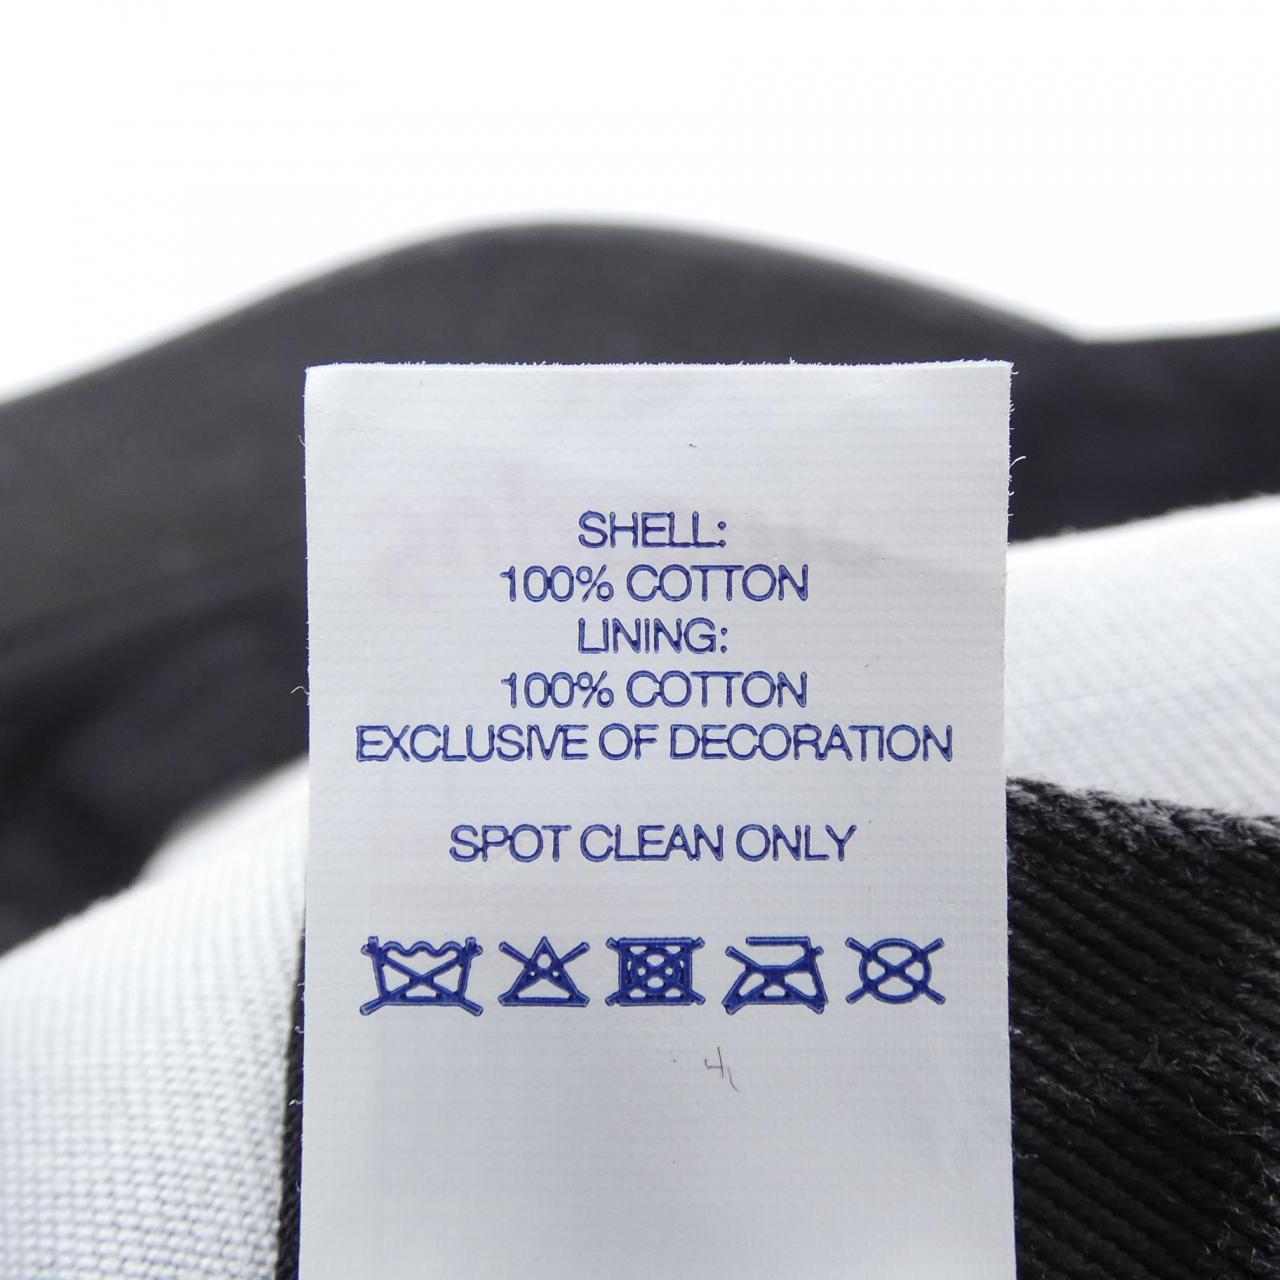 SHELL:
100% COTTON
LINING:
100% COTTON
EXCLUSIVE OF DECORATION
SPOT CLEAN ONLY